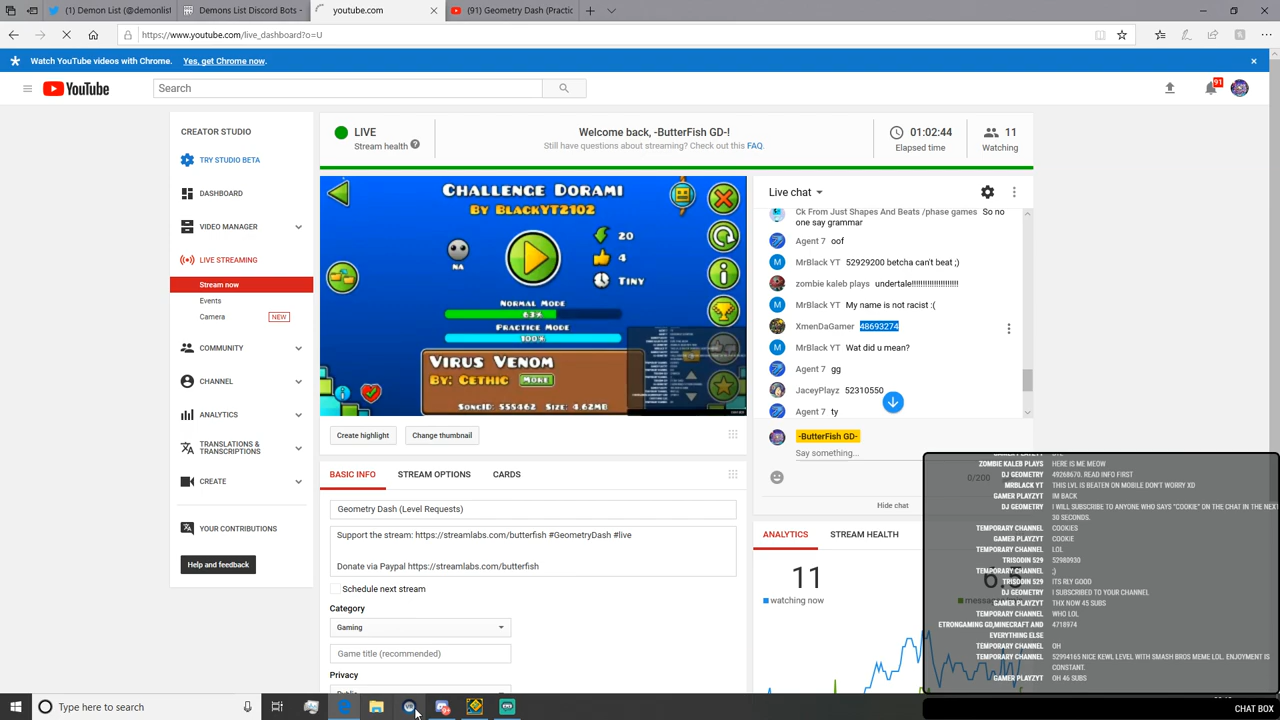 Demon List (@demonlist
Demons List Discord Bots -
youtube.com
(91) Geometry Dash (Practic
https://www.youtube.com/live_dashboard?o=U
Watch YouTube videos with Chrome. Yes, get Chrome now.
YouTube
Search
91
CREATOR STUDIO
TRY STUDIO BETA
DASHBOARD
VIDEO MANAGER
LIVE STREAMING
Stream now
Events
Camera
NEW
COMMUNITY
CHANNEL
ANALYTICS
TRANSLATIONS &
TRANSCRIPTIONS
CREATE
YOUR CONTRIBUTIONS
Help and feedback
LIVE
Stream health
Welcome back, -ButterFish GD-!
Still have questions about streaming? Check out this FAQ.
01:02:44
Elapsed time
11
Watching
Challenge Dorami
By BlackYT2102
NA
20
4
Tiny
Normal Mode
63%
Practice Mode
100%
Virus Venom
By: Cethic More
SongID: 558462 Size: 4.62MB
Create highlight
Change thumbnail
BASIC INFO
STREAM OPTIONS
CARDS
Geometry Dash (Level Requests)
Support the stream: https://streamlabs.com/butterfish #GeometryDash #live
Donate via Paypal https://streamlabs.com/butterfish
Schedule next stream
Category
Gaming
Game title (recommended)
Privacy
Live chat
Ck From Just Shapes And Beats /phase games So no
one say grammar
Agent 7 oof
MrBlack YT 52929200 betcha can't beat ;)
zombie kaleb plays undertale!!!!!!!!!!!!!!!!!!!!!
MrBlack YT My name is not racist :(
XmenDaGamer 48693274
MrBlack YT Wat did u mean?
Agent 7 gg
JaceyPlayz 52310550
Agent 7 ty
-ButterFish GD-
Say something...
0/200
Hide chat
ANALYTICS
STREAM HEALTH
11
watching now
ZOMBIE KALEB PLAYS HERE IS ME MEOW
DJ GEOMETRY 49268670. READ INFO FIRST
MRBLACK YT THIS LVL IS BEATEN ON MOBILE DON'T WORRY XD
GAMER PLAYZYT IM BACK
DJ GEOMETRY I WILL SUBSCRIBE TO ANYONE WHO SAYS "COOKIE" ON THE CHAT IN THE NEXT
30 SECONDS.
TEMPORARY CHANNEL COOKIES
GAMER PLAYZYT COOKIE
TEMPORARY CHANNEL LOL
TRISODIN 529 52980930
TEMPORARY CHANNEL ;)
TRISODIN 529 ITS RLY GOOD
DJ GEOMETRY I SUBSCRIBED TO YOUR CHANNEL
GAMER PLAYZYT THX NOW 45 SUBS
TEMPORARY CHANNEL WHO LOL
ETRONGAMING GD,MINECRAFT AND 4718974
EVERYTHING ELSE
TEMPORARY CHANNEL OH
TEMPORARY CHANNEL 52994165 NICE KEWL LEVEL WITH SMASH BROS MEME LOL. ENJOYMENT IS
CONSTANT.
GAMER PLAYZYT OH 46 SUBS
Type here to search
CHAT BOX